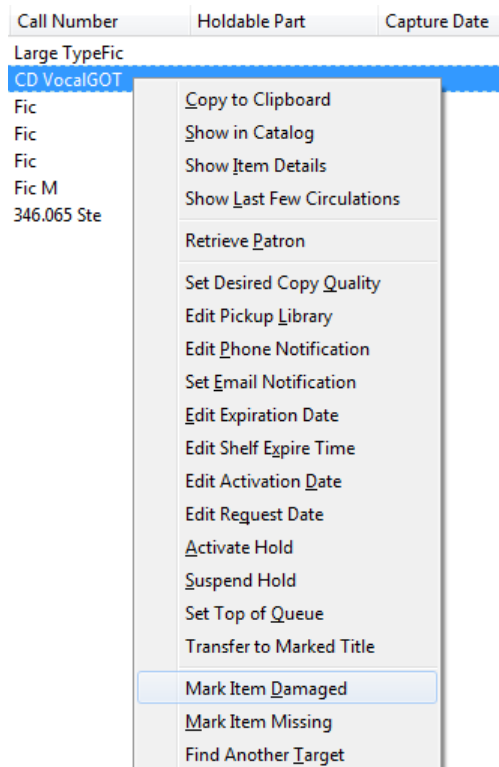 Call Number Holdable Part Capture Date
Large TypeFic
CD VocalGOT
Fic
Fic
Fic
Fic M
346.065 Ste
Copy to Clipboard
Show in Catalog
Show Item Details
Show Last Few Circulations
Retrieve Patron
Set Desired Copy Quality
Edit Pickup Library
Edit Phone Notification
Set Email Notification
Edit Expiration Date
Edit Shelf Expire Time
Edit Activation Date
Edit Request Date
Activate Hold
Suspend Hold
Set Top of Queue
Transfer to Marked Title
Mark Item Damaged
Mark Item Missing
Find Another Target